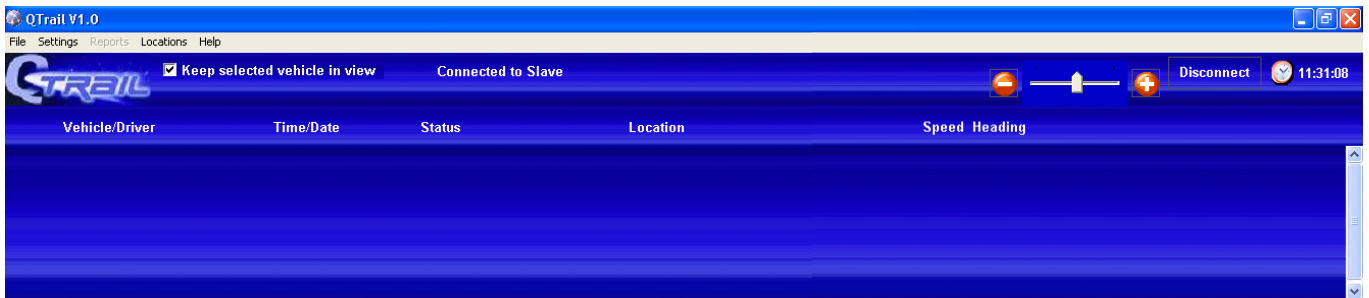 QTrail V1.0
File Settings Reports Locations Help
QTRAIL Keep selected vehicle in view Connected to Slave Disconnect 11:31:08
Vehicle/Driver Time/Date Status Location Speed Heading